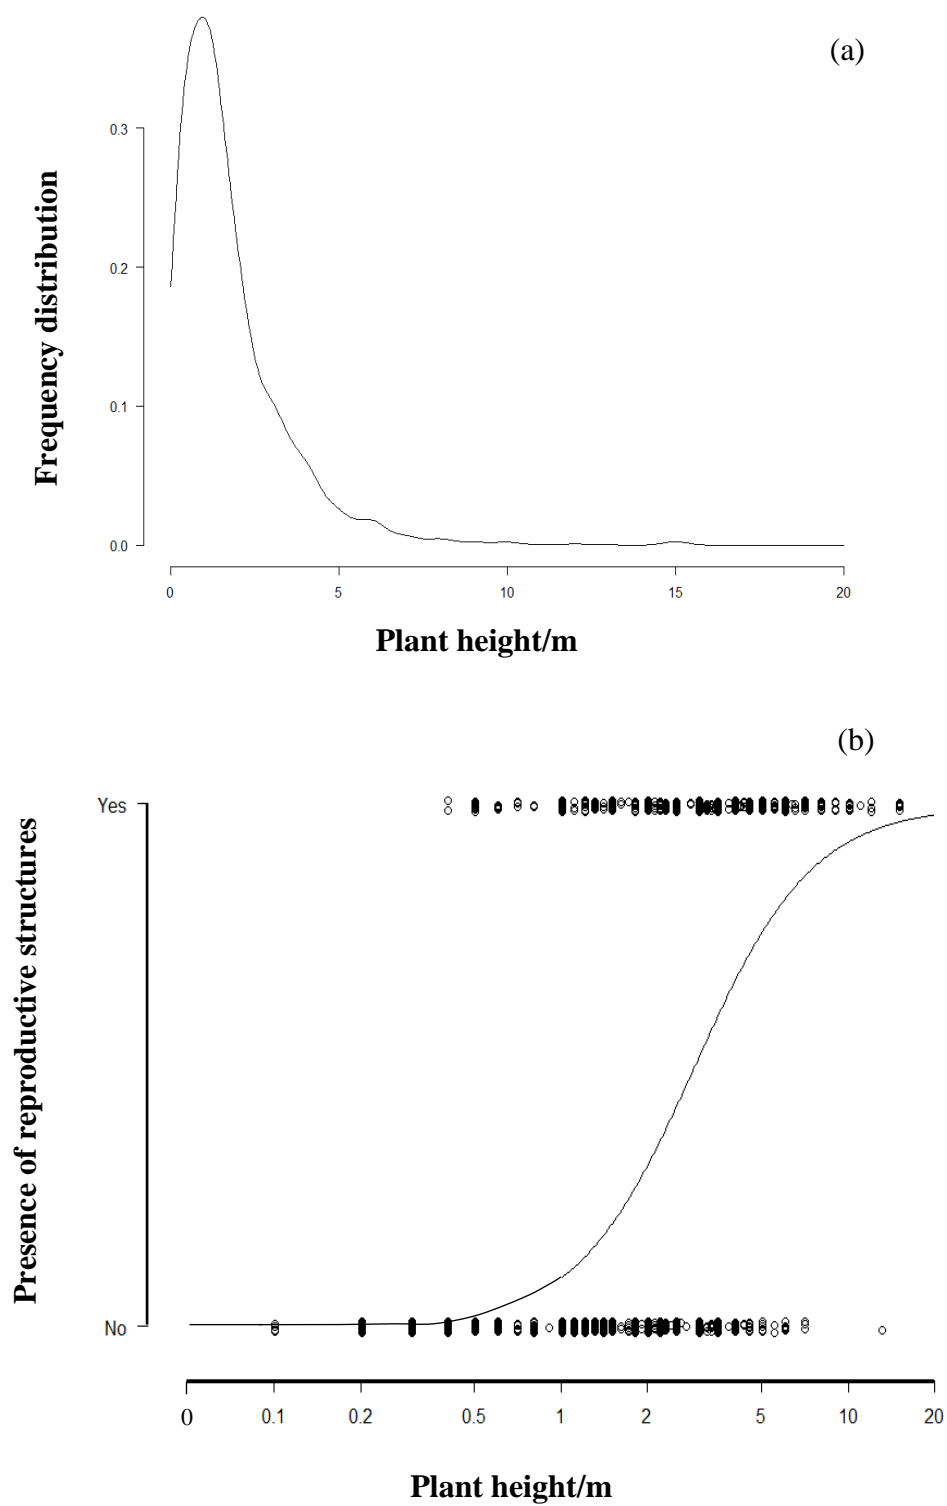 (a)
0.3
0.2
0.1
0.0
Frequency distribution
0 5 10 15 20
Plant height/m
(b)
Yes
No
Presence of reproductive structures
0 0.1 0.2 0.5 1 2 5 10 20
Plant height/m